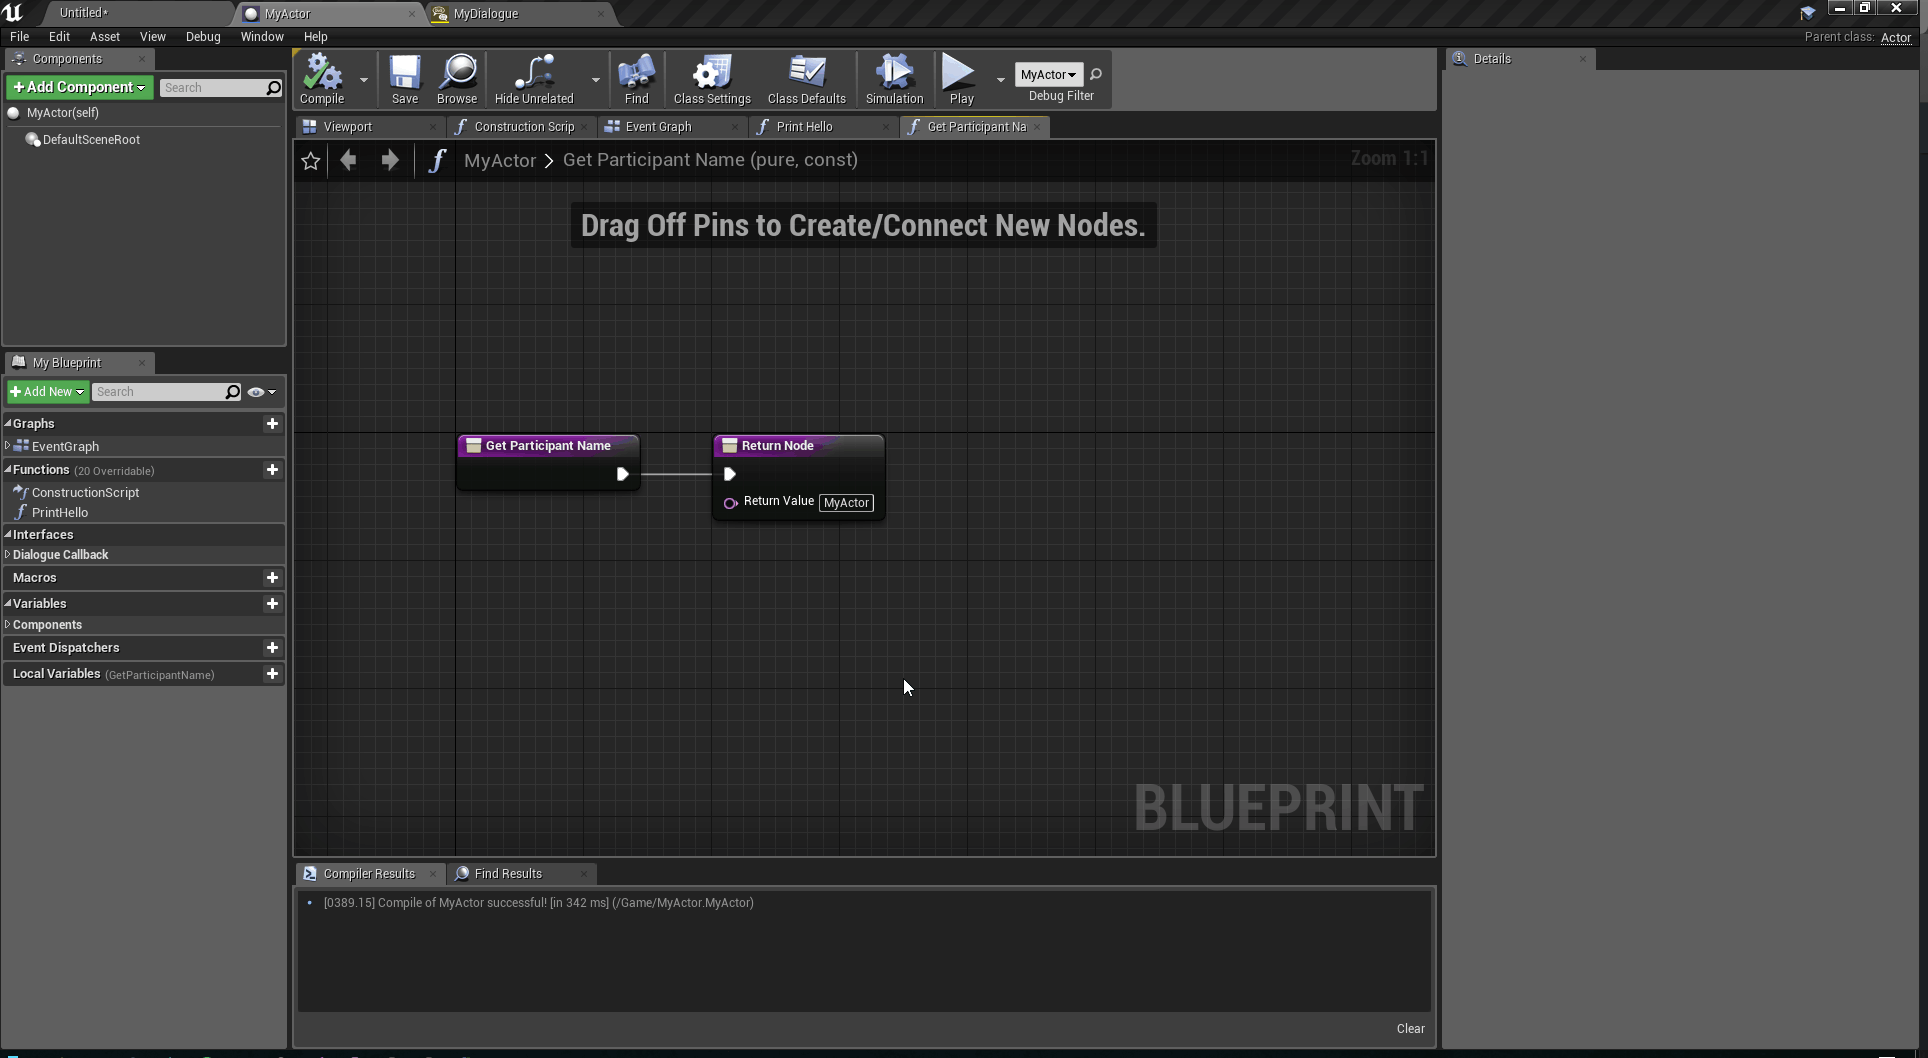 Untitled*
MyActor
MyDialogue
File Edit Asset View Debug Window Help
Parent class: Actor
Components
+Add Component
Search
MyActor(self)
DefaultSceneRoot
My Blueprint
+Add New
Search
Graphs
EventGraph
Functions (20 Overridable)
ConstructionScript
PrintHello
Interfaces
Dialogue Callback
Macros
Variables
Components
Event Dispatchers
Local Variables (GetParticipantName)
Compile
Save
Browse
Hide Unrelated
Find
Class Settings
Class Defaults
Simulation
Play
MyActor
Debug Filter
Viewport
Construction Scrip
Event Graph
Print Hello
Get Participant Na
MyActor > Get Participant Name (pure, const)
Zoom 1:1
Drag Off Pins to Create/Connect New Nodes.
Get Participant Name
Return Node
Return Value MyActor
BLUEPRINT
Compiler Results
Find Results
[0389.15] Compile of MyActor successful! [in 342 ms] (/Game/MyActor.MyActor)
Clear
Details